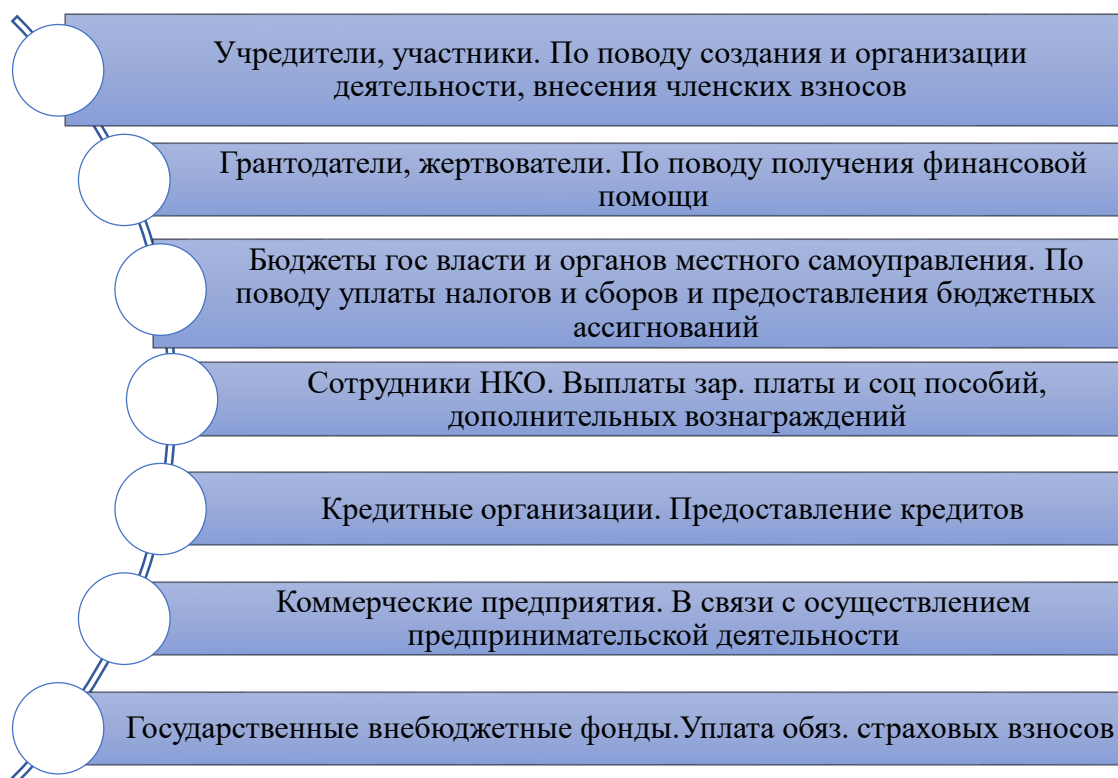 Учредители, участники. По поводу создания и организации
деятельности, внесения членских взносов
Грантодатели, жертвователи. По поводу получения финансовой
помощи
Бюджеты гос власти и органов местного самоуправления. По
поводу уплаты налогов и сборов и предоставления бюджетных
ассигнований
Сотрудники НКО. Выплаты зар. платы и соц пособий,
дополнительных вознаграждений
Кредитные организации. Предоставление кредитов
Коммерческие предприятия. В связи с осуществлением
предпринимательской деятельности
Государственные внебюджетные фонды.Уплата обяз. страховых взносов